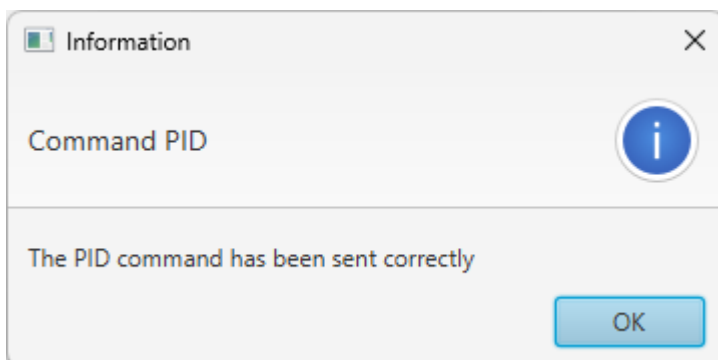 Information
Command PID
The PID command has been sent correctly
OK